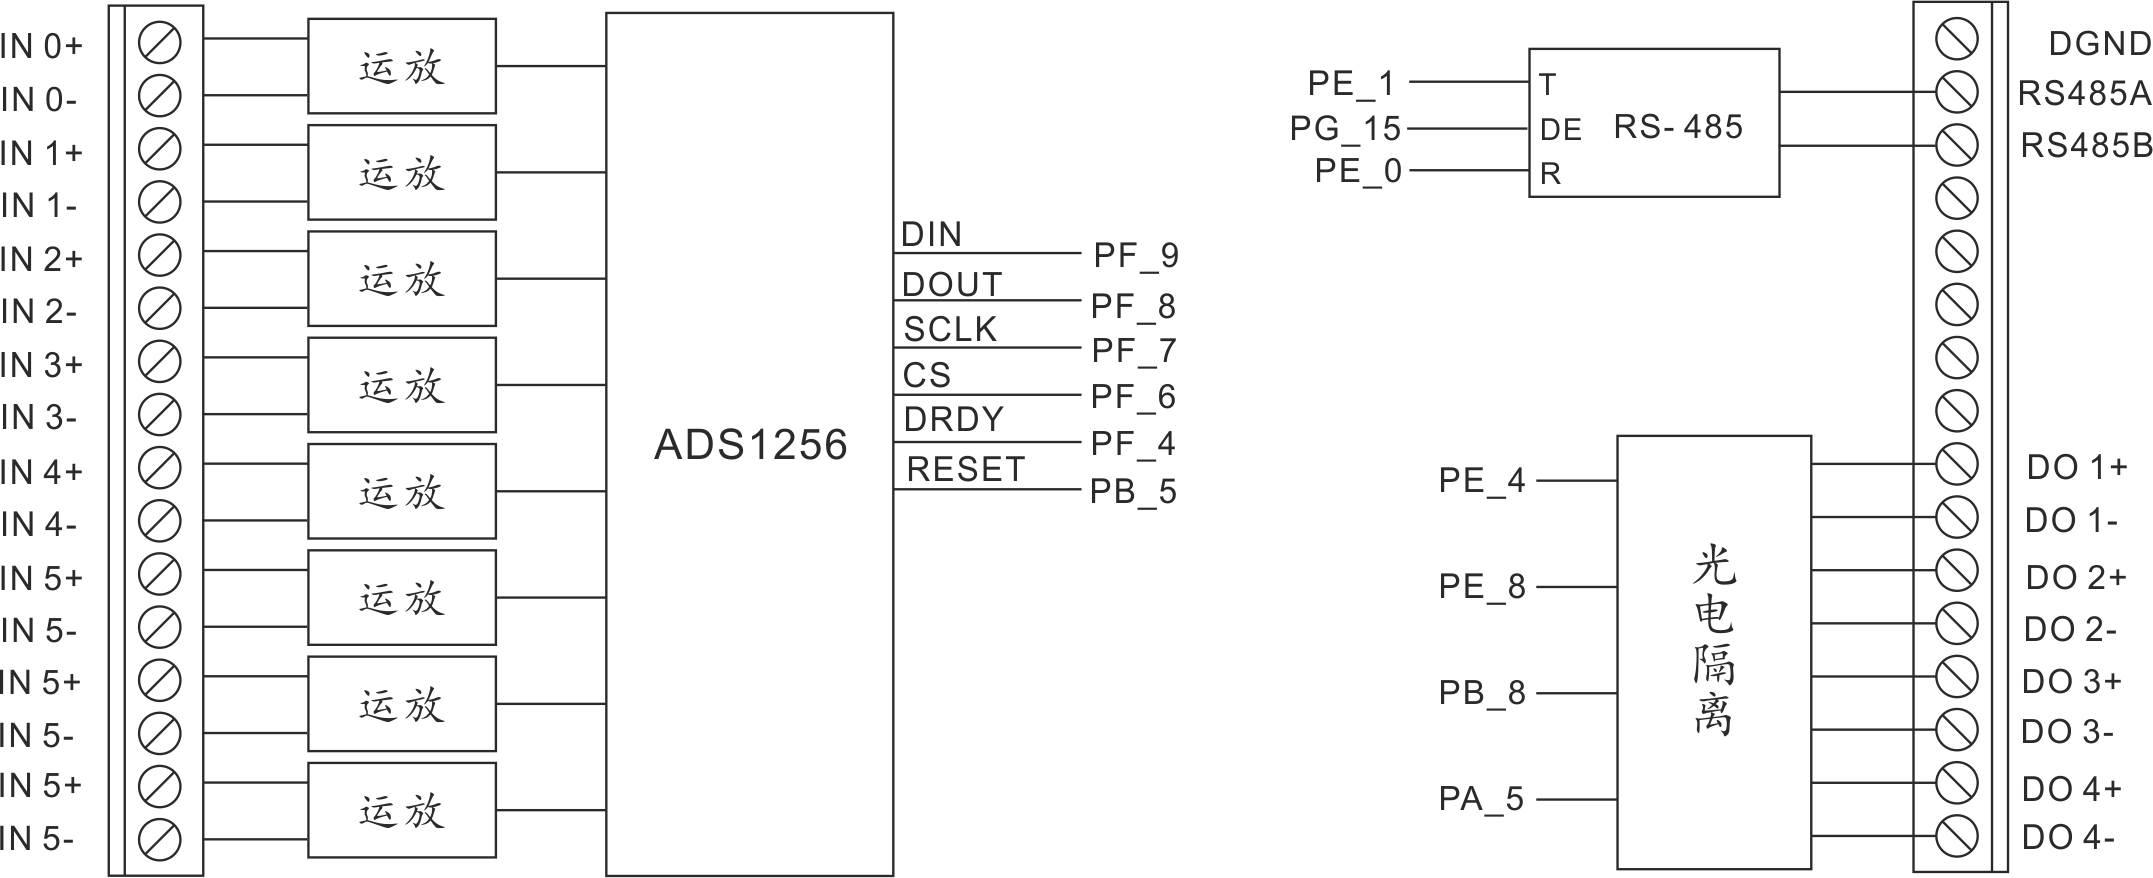 IN 0+
IN 0-
IN 1+
IN 1-
IN 2+
IN 2-
IN 3+
IN 3-
IN 4+
IN 4-
IN 5+
IN 5-
IN 5+
IN 5-
IN 5+
IN 5-
运放
运放
运放
运放
运放
运放
运放
运放
ADS1256
DIN PF_9
DOUT PF_8
SCLK PF_7
CS PF_6
DRDY PF_4
RESET PB_5
PE_1 T
PG_15 DE
PE_0 R
RS-485
DGND
RS485A
RS485B
PE_4
PE_8
PB_8
PA_5
光电隔离
DO 1+
DO 1-
DO 2+
DO 2-
DO 3+
DO 3-
DO 4+
DO 4-